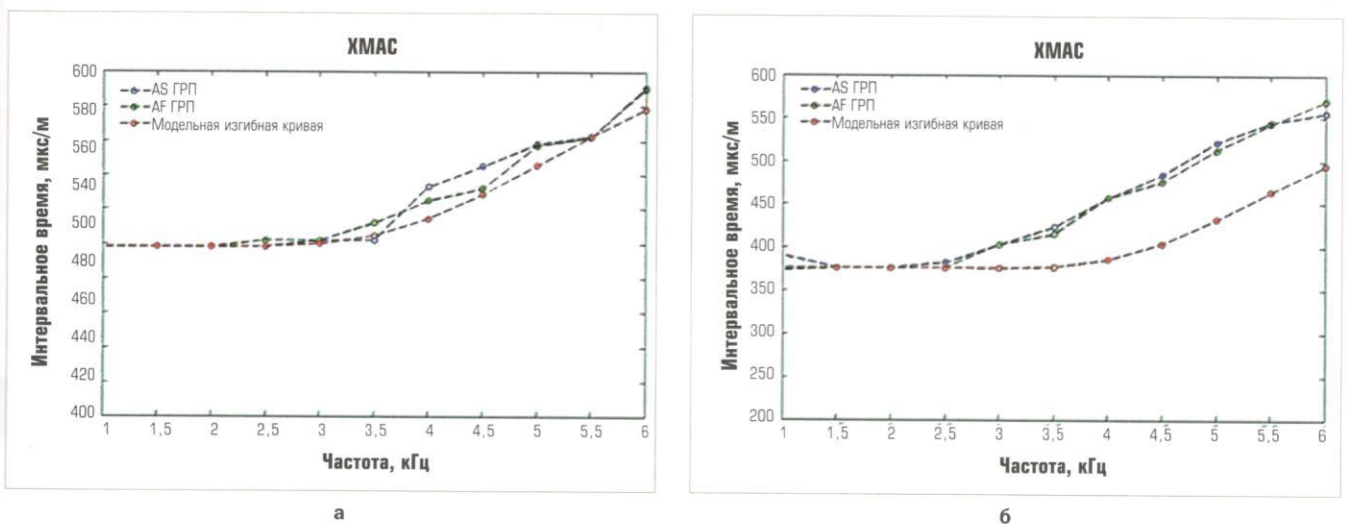 ХМАС
Интервальное время, мкс/м
600
580
560
540
500
480
460
440
420
400
AS ГРП
AF ГРП
Модельная изгибная кривая
1 1,5 2 2,5 3 3,5 4 4,5 5 5,5 6
Частота, кГц
а
ХМАС
Интервальное время, мкс/м
600
550
500
450
400
350
300
250
200
AS ГРП
AF ГРП
Модельная изгибная кривая
1 1,5 2 2,5 3 3,5 4 4,5 5 5,5 6
Частота, кГц
б